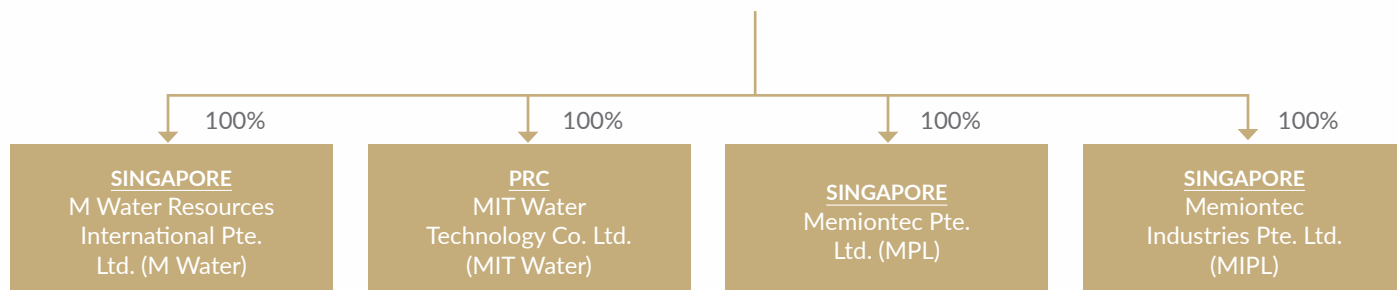 100%
100%
100%
100%
SINGAPORE
M Water Resources
International Pte.
Ltd. (M Water)
PRC
MIT Water
Technology Co. Ltd.
(MIT Water)
SINGAPORE
Memiontec Pte.
Ltd. (MPL)
SINGAPORE
Memiontec
Industries Pte. Ltd.
(MIPL)